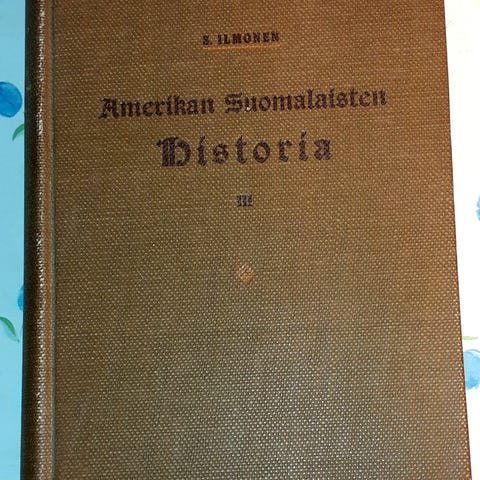 S. ILMONEN
Amerikan Suomalaisten
Historia
III